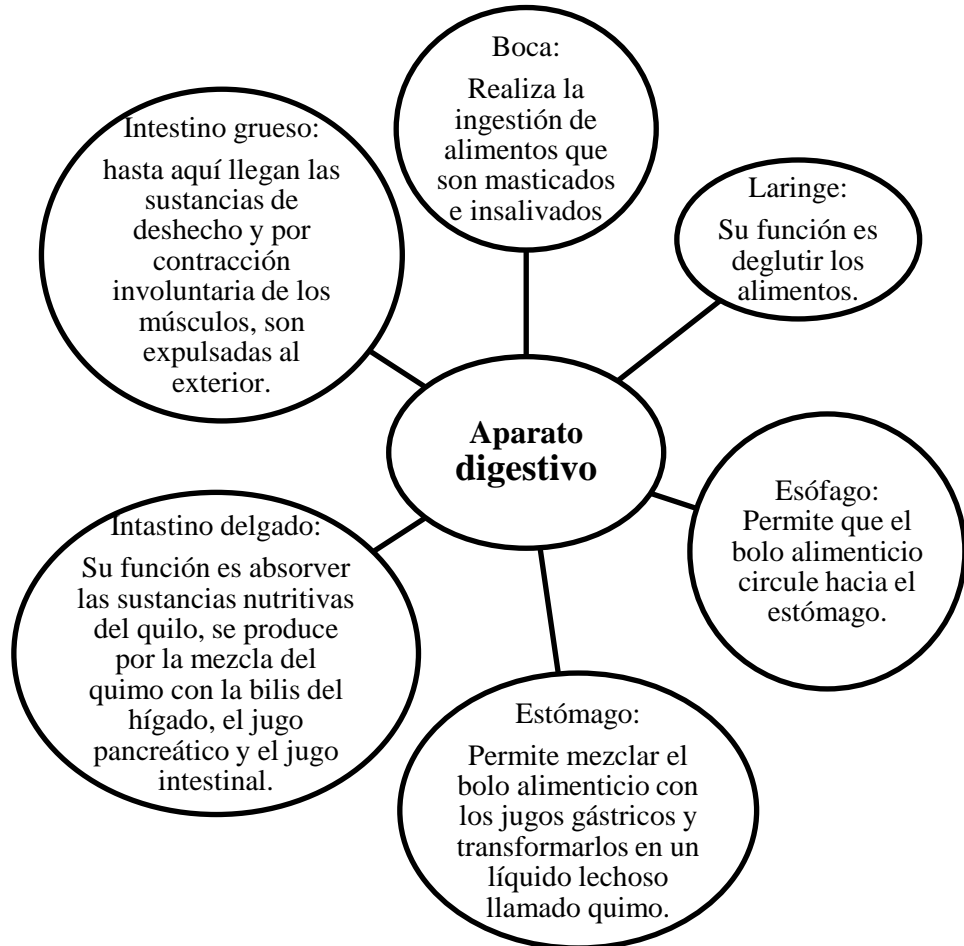 Boca:
Realiza la
ingestión de
alimentos que
son masticados
e insalivados
Laringe:
Su función es
deglutir los
alimentos.
Esófago:
Permite que el
bolo alimenticio
circule hacia el
estómago.
Estómago:
Permite mezclar el
bolo alimenticio con
los jugos gástricos y
transformarlos en un
líquido lechoso
llamado quimo.
Intastino delgado:
Su función es absorver
las sustancias nutritivas
del quilo, se produce
por la mezcla del
quimo con la bilis del
hígado, el jugo
pancreático y el jugo
intestinal.
Intestino grueso:
hasta aquí llegan las
sustancias de
deshecho y por
contracción
involuntaria de los
músculos, son
expulsadas al
exterior.
Aparato
digestivo